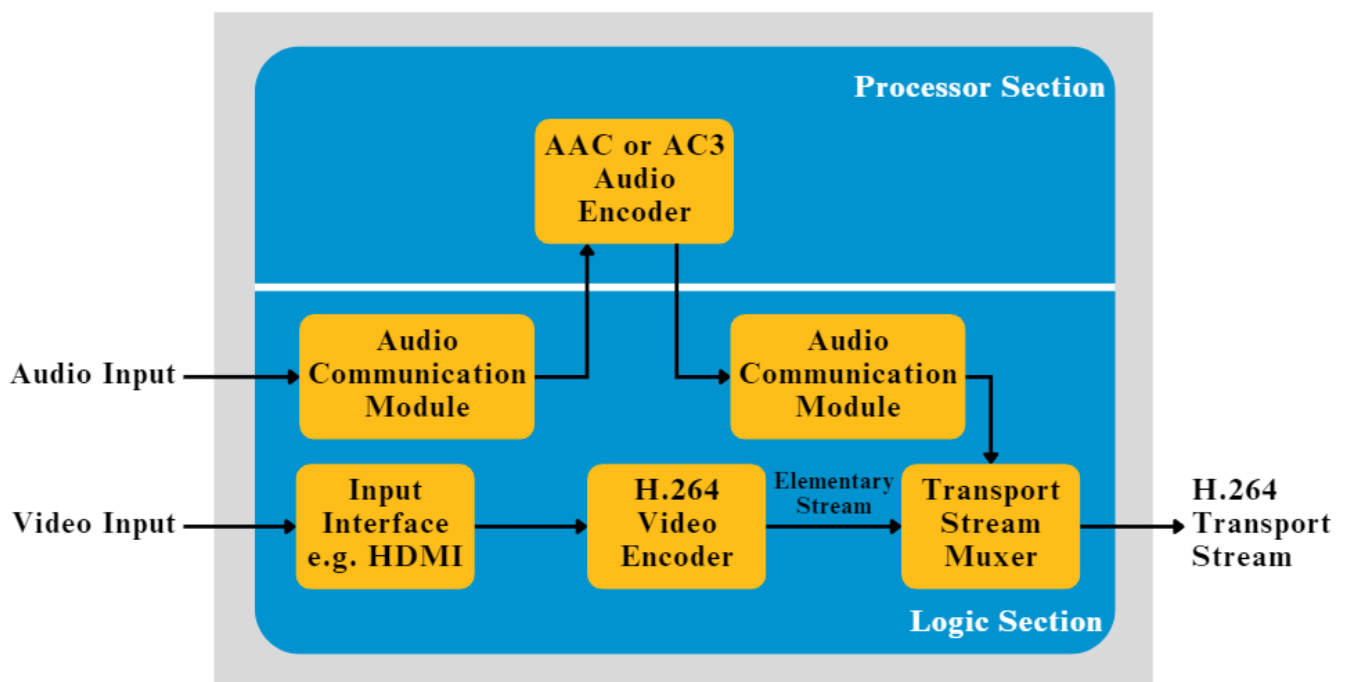 Processor Section
AAC or AC3
Audio
Encoder
Audio Input
Audio
Communication
Module
Audio
Communication
Module
Video Input
Input
Interface
e.g. HDMI
H.264
Video
Encoder
Elementary
Stream
Transport
Stream
Muxer
H.264
Transport
Stream
Logic Section